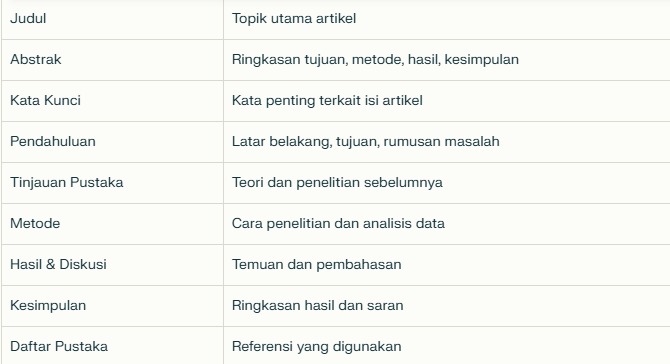 Judul Topik utama artikel
Abstrak Ringkasan tujuan, metode, hasil, kesimpulan
Kata Kunci Kata penting terkait isi artikel
Pendahuluan Latar belakang, tujuan, rumusan masalah
Tinjauan Pustaka Teori dan penelitian sebelumnya
Metode Cara penelitian dan analisis data
Hasil & Diskusi Temuan dan pembahasan
Kesimpulan Ringkasan hasil dan saran
Daftar Pustaka Referensi yang digunakan